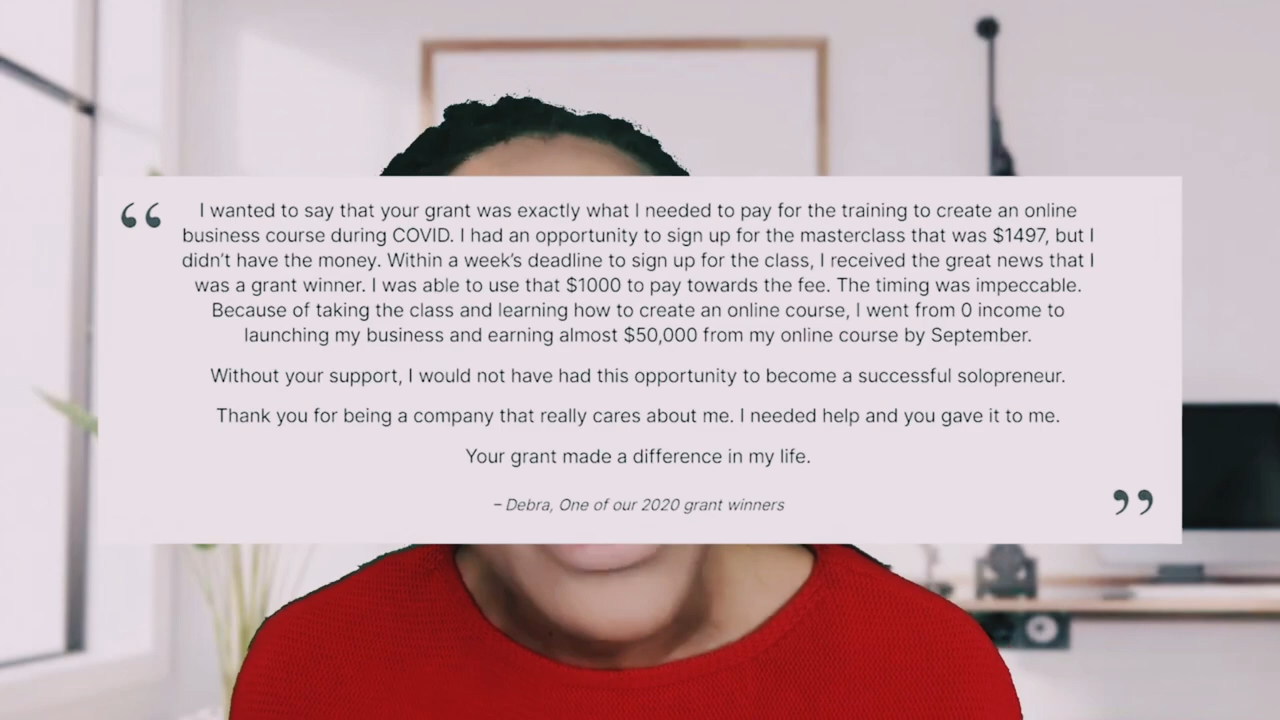 “ I wanted to say that your grant was exactly what I needed to pay for the training to create an online
business course during COVID. I had an opportunity to sign up for the masterclass that was $1497, but I
didn’t have the money. Within a week’s deadline to sign up for the class, I received the great news that I
was a grant winner. I was able to use that $1000 to pay towards the fee. The timing was impeccable.
Because of taking the class and learning how to create an online course, I went from 0 income to
launching my business and earning almost $50,000 from my online course by September.
Without your support, I would not have had this opportunity to become a successful solopreneur.
Thank you for being a company that really cares about me. I needed help and you gave it to me.
Your grant made a difference in my life.
– Debra, One of our 2020 grant winners ”